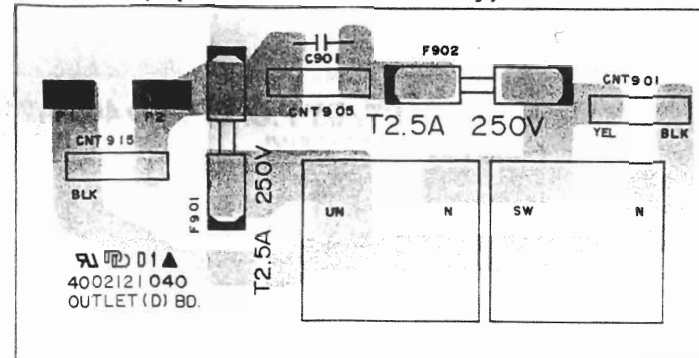 C901
F902
CNT901
P1
P2
CNT905
T2.5A 250V
YEL
BLK
CNT915
BLK
F901
T2.5A 250V
UN
N
SW
N
01▲
4002121040
OUTLET(D) BD.